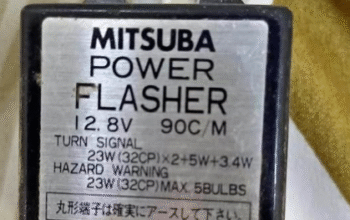 MITSUBA
POWER
FLASHER
12.8V 90C/M
TURN SIGNAL
23W(32CP)×2+5W+3.4W
HAZARD WARNING
23W(32CP)MAX.5BULBS
丸形端子は確実にアースして下さい